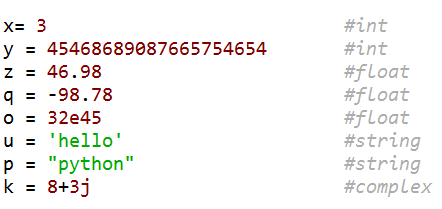 x= 3 #int
y = 45468689087665754654 #int
z = 46.98 #float
q = -98.78 #float
o = 32e45 #float
u = 'hello' #string
p = "python" #string
k = 8+3j #complex